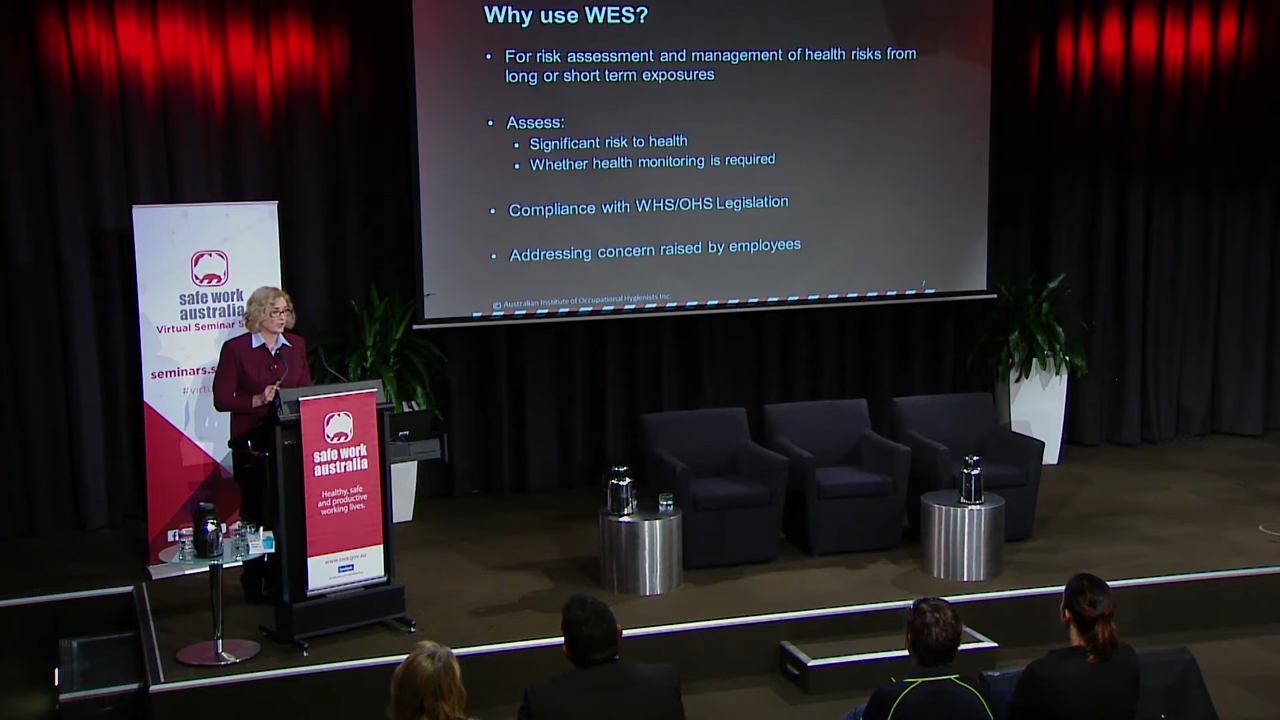 Why use WES?
• For risk assessment and management of health risks from
long or short term exposures
• Assess:
• Significant risk to health
• Whether health monitoring is required
• Compliance with WHS/OHS Legislation
• Addressing concern raised by employees
© Australian Institute of Occupational Hygienists Inc.
safe work
australia
Virtual Seminar S
seminars.s
#virtu
safe work
australia
Healthy, safe
and productive
working lives.
www.swa.gov.au